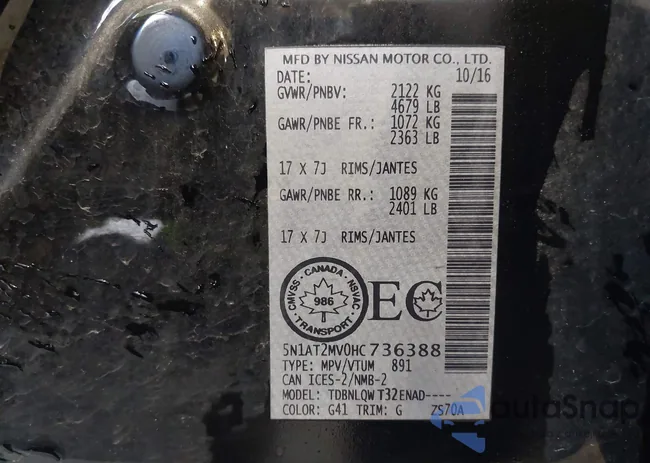 MFD BY NISSAN MOTOR CO., LTD.
DATE: 10/16
GVWR/PNBV: 2122 KG
4679 LB
GAWR/PNBE FR.: 1072 KG
2363 LB
17 X 7J RIMS/JANTES
GAWR/PNBE RR.: 1089 KG
2401 LB
17 X 7J RIMS/JANTES
CMVSS · CANADA · NSVAC
986
TRANSPORT
EC
5N1AT2MV0HC736388
TYPE: MPV/VTUM 891
CAN ICES-2/NMB-2
MODEL: TDBNLQW T32ENAD----
COLOR: G41 TRIM: G ZS70A
AutoSnap